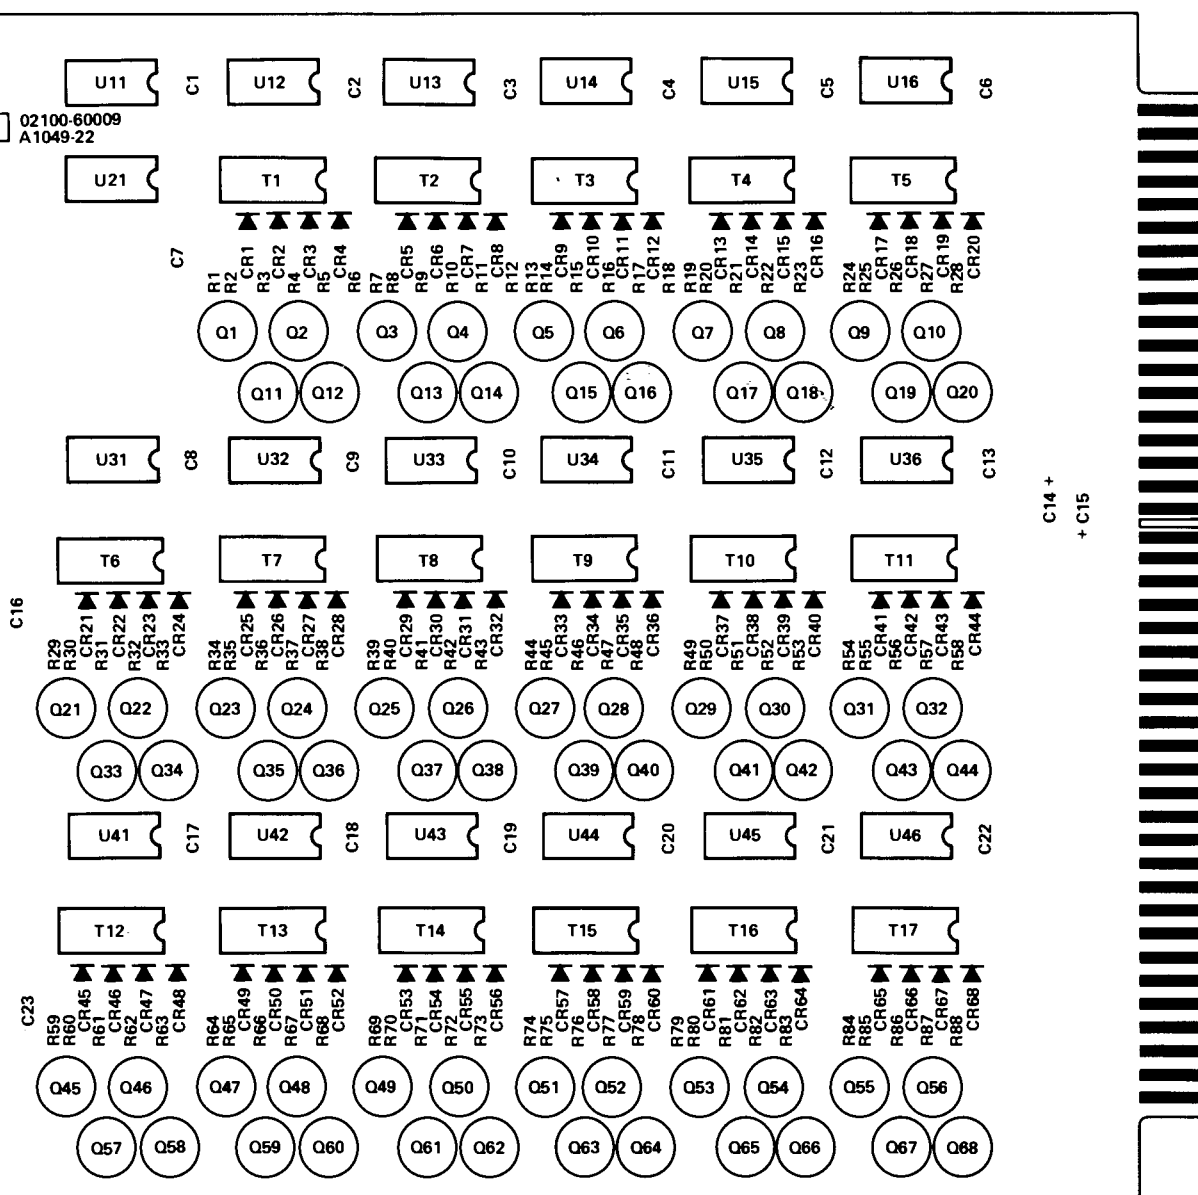 U11 C1 U12 C2 U13 C3 U14 C4 U15 C5 U16 C6
02100-60009
A1049-22
U21 T1 T2 T3 T4 T5
C7
R1 R2 CR1 R3 CR2 R4 CR3 R5 CR4 R6 R7 R8 CR5 R9 CR6 R10 CR7 R11 CR8 R12 R13 R14 CR9 R15 CR10 R16 CR11 R17 CR12 R18 R19 R20 CR13 R21 CR14 R22 CR15 R23 CR16 R24 R25 CR17 R26 CR18 R27 CR19 R28 CR20
Q1 Q2 Q3 Q4 Q5 Q6 Q7 Q8 Q9 Q10
Q11 Q12 Q13 Q14 Q15 Q16 Q17 Q18 Q19 Q20
U31 C8 U32 C9 U33 C10 U34 C11 U35 C12 U36 C13
C14 +
+ C15
T6 T7 T8 T9 T10 T11
C16
R29 R30 CR21 R31 CR22 R32 CR23 R33 CR24 R34 R35 CR25 R36 CR26 R37 CR27 R38 CR28 R39 R40 CR29 R41 CR30 R42 CR31 R43 CR32 R44 R45 CR33 R46 CR34 R47 CR35 R48 CR36 R49 R50 CR37 R51 CR38 R52 CR39 R53 CR40 R54 R55 CR41 R56 CR42 R57 CR43 R58 CR44
Q21 Q22 Q23 Q24 Q25 Q26 Q27 Q28 Q29 Q30 Q31 Q32
Q33 Q34 Q35 Q36 Q37 Q38 Q39 Q40 Q41 Q42 Q43 Q44
U41 C17 U42 C18 U43 C19 U44 C20 U45 C21 U46 C22
T12 T13 T14 T15 T16 T17
C23
R59 R60 CR45 R61 CR46 R62 CR47 R63 CR48 R64 R65 CR49 R66 CR50 R67 CR51 R68 CR52 R69 R70 CR53 R71 CR54 R72 CR55 R73 CR56 R74 R75 CR57 R76 CR58 R77 CR59 R78 CR60 R79 R80 CR61 R81 CR62 R82 CR63 R83 CR64 R84 R85 CR65 R86 CR66 R87 CR67 R88 CR68
Q45 Q46 Q47 Q48 Q49 Q50 Q51 Q52 Q53 Q54 Q55 Q56
Q57 Q58 Q59 Q60 Q61 Q62 Q63 Q64 Q65 Q66 Q67 Q68